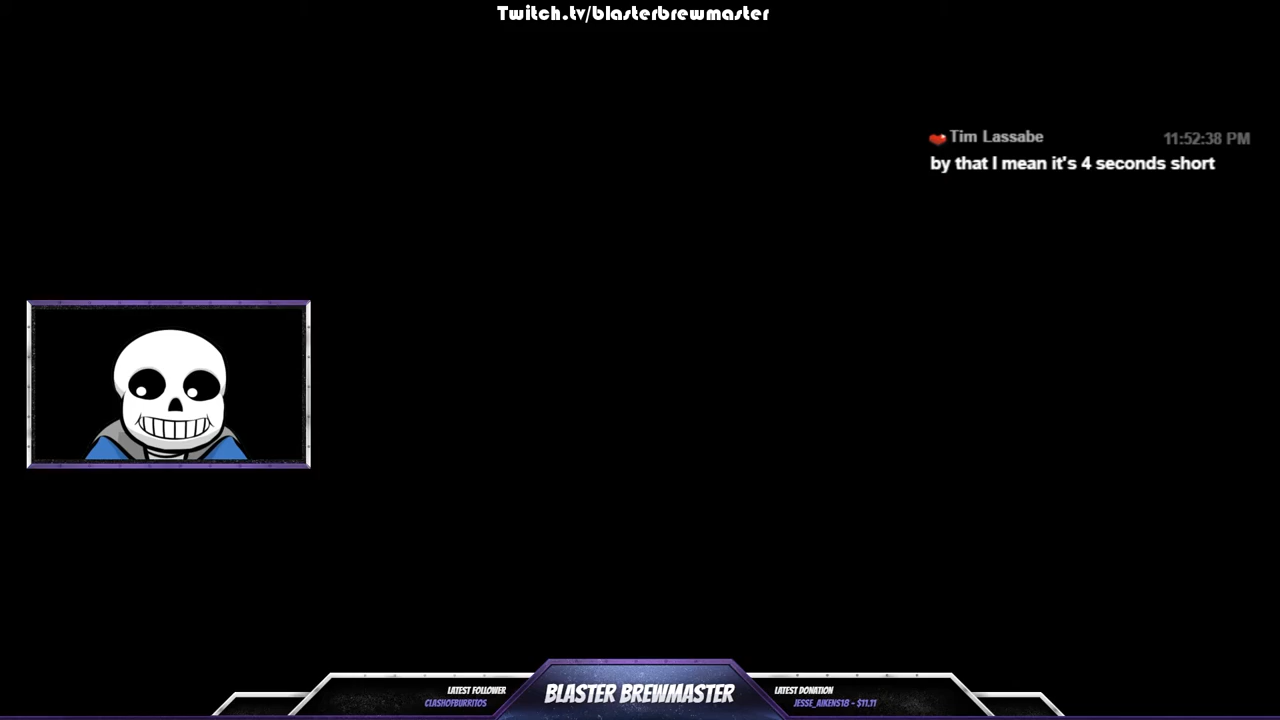 Twitch.tv/blasterbrewmaster
Tim Lassabe 11:52:38 PM
by that I mean it's 4 seconds short
LATEST FOLLOWER
CLASHOFBURRITOS
BLASTER BREWMASTER
LATEST DONATION
JESSE_AIKENS18 - $11.11